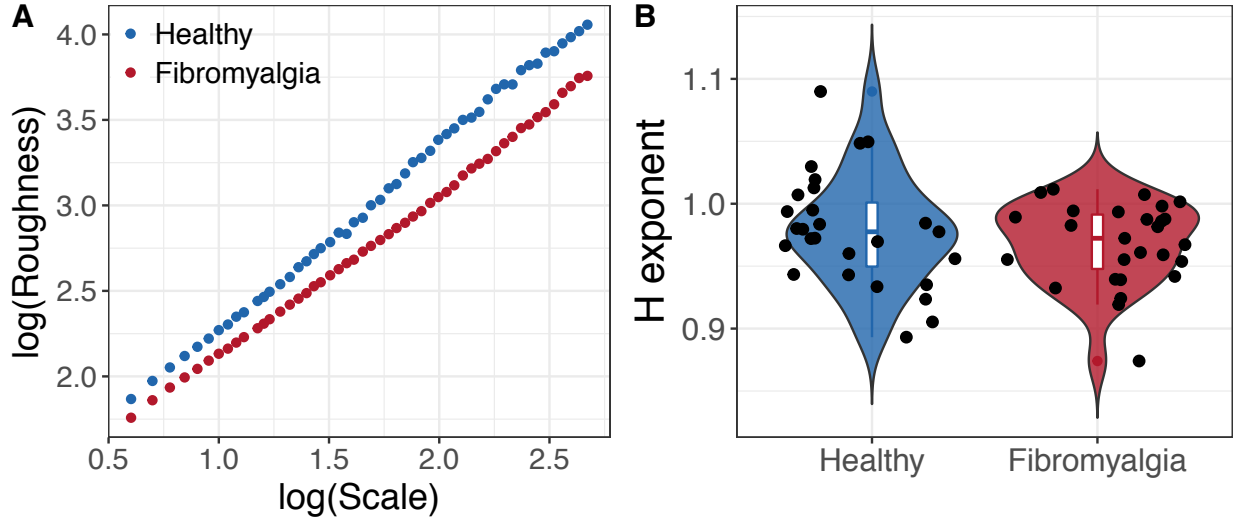 A
Healthy
Fibromyalgia
log(Roughness)
4.0
3.5
3.0
2.5
2.0
0.5 1.0 1.5 2.0 2.5
log(Scale)
B
H exponent
1.1
1.0
0.9
Healthy Fibromyalgia